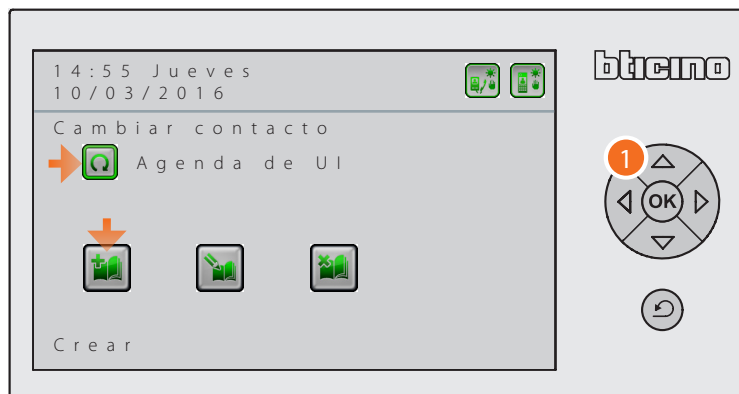 14:55 Jueves
10/03/2016
bticino
Cambiar contacto
1
Agenda de UI
OK
Crear